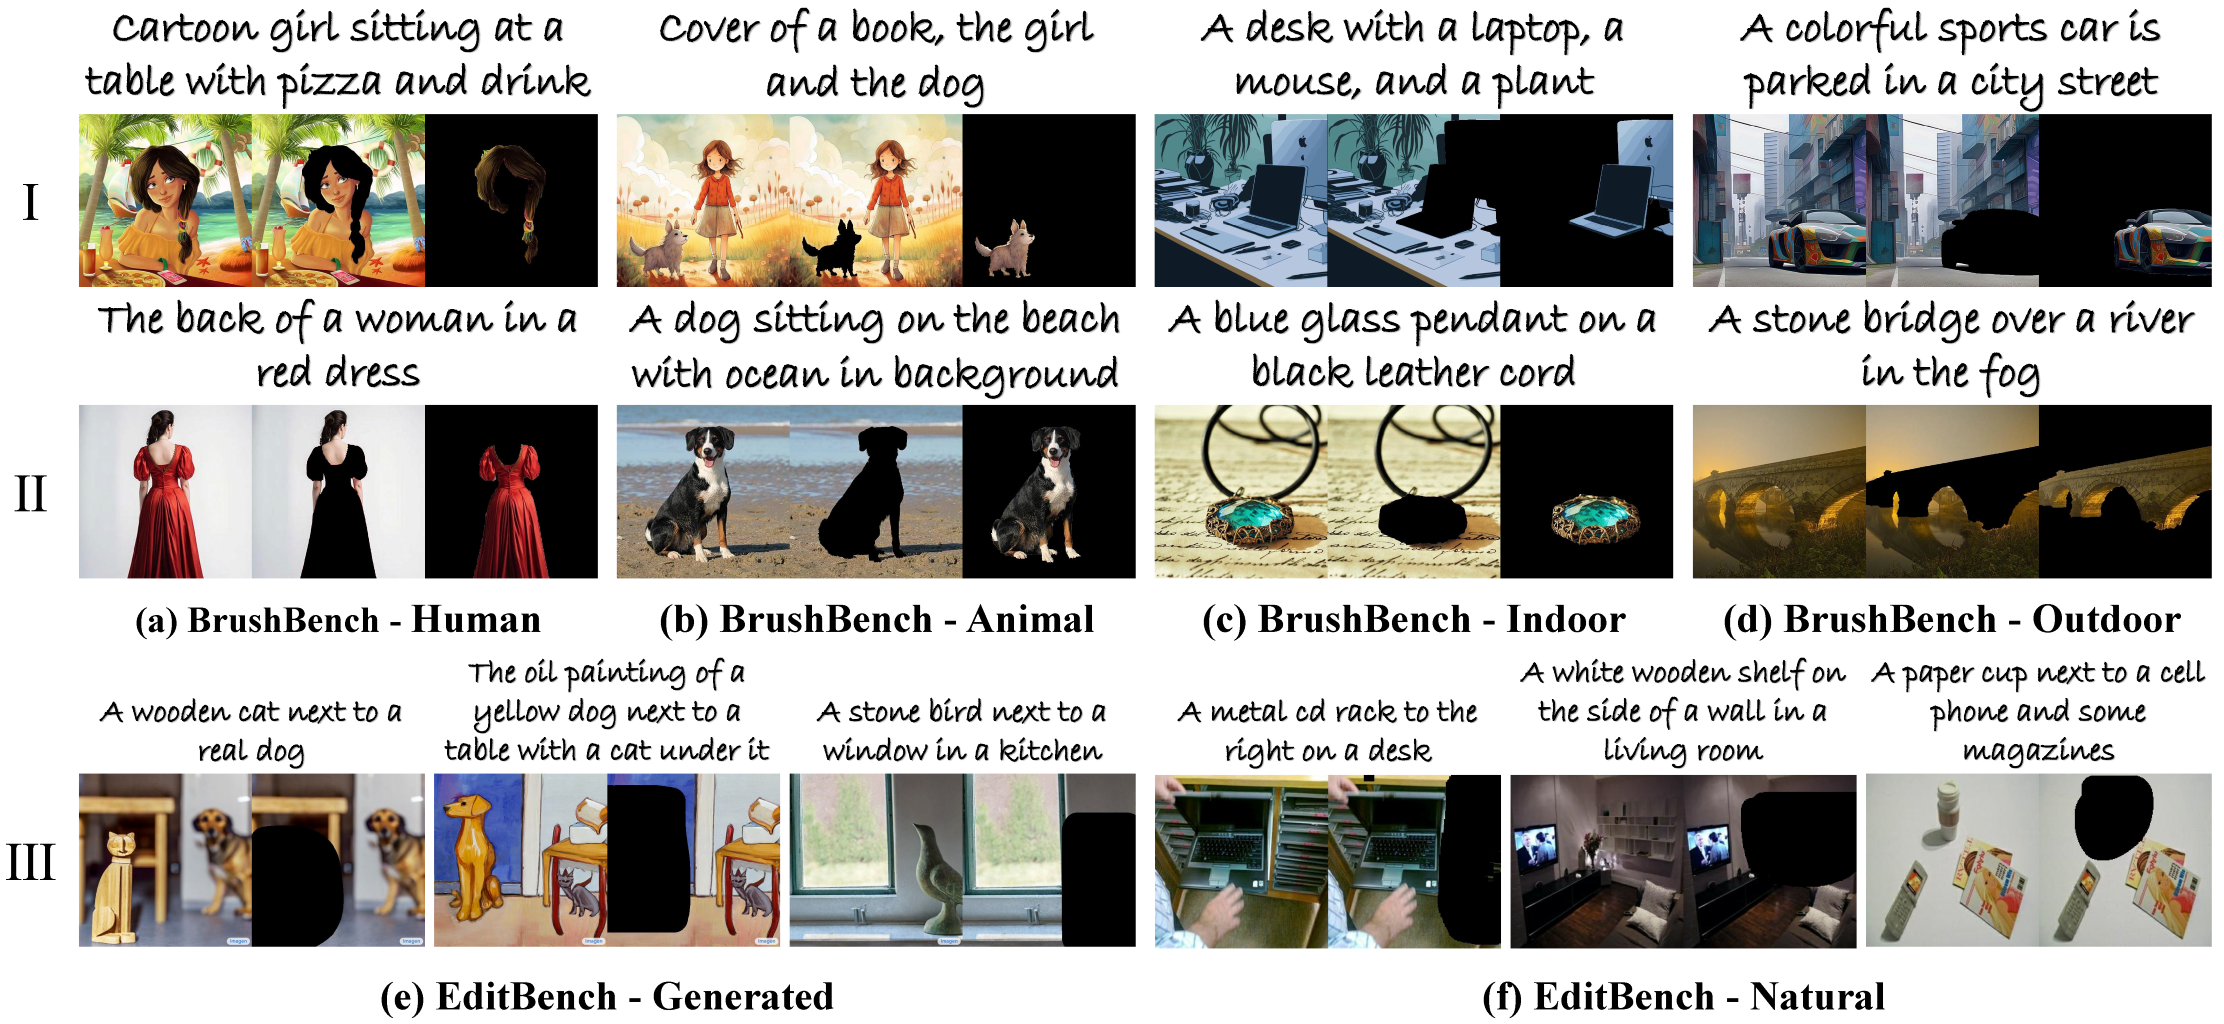 Cartoon girl sitting at a
table with pizza and drink
Cover of a book, the girl
and the dog
A desk with a laptop, a
mouse, and a plant
A colorful sports car is
parked in a city street
I
The back of a woman in a
red dress
A dog sitting on the beach
with ocean in background
A blue glass pendant on a
black leather cord
A stone bridge over a river
in the fog
II
(a) BrushBench - Human
(b) BrushBench - Animal
(c) BrushBench - Indoor
(d) BrushBench - Outdoor
A wooden cat next to a
real dog
The oil painting of a
yellow dog next to a
table with a cat under it
A stone bird next to a
window in a kitchen
A metal cd rack to the
right on a desk
A white wooden shelf on
the side of a wall in a
living room
A paper cup next to a cell
phone and some
magazines
III
imagen
imagen
imagen
imagen
imagen
(e) EditBench - Generated
(f) EditBench - Natural